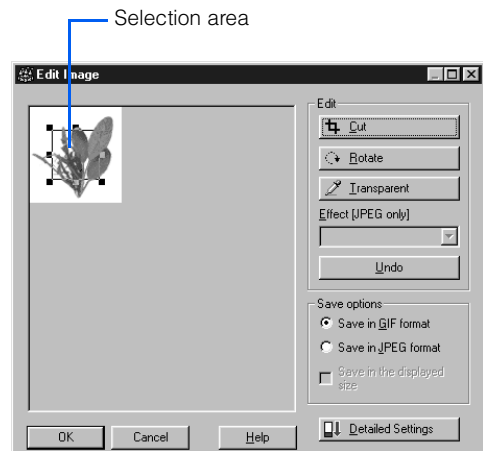 Selection area
Edit Image
Edit
Cut
Rotate
Transparent
Effect [JPEG only]
Undo
Save options
Save in GIF format
Save in JPEG format
Save in the displayed
size
Detailed Settings
OK Cancel Help